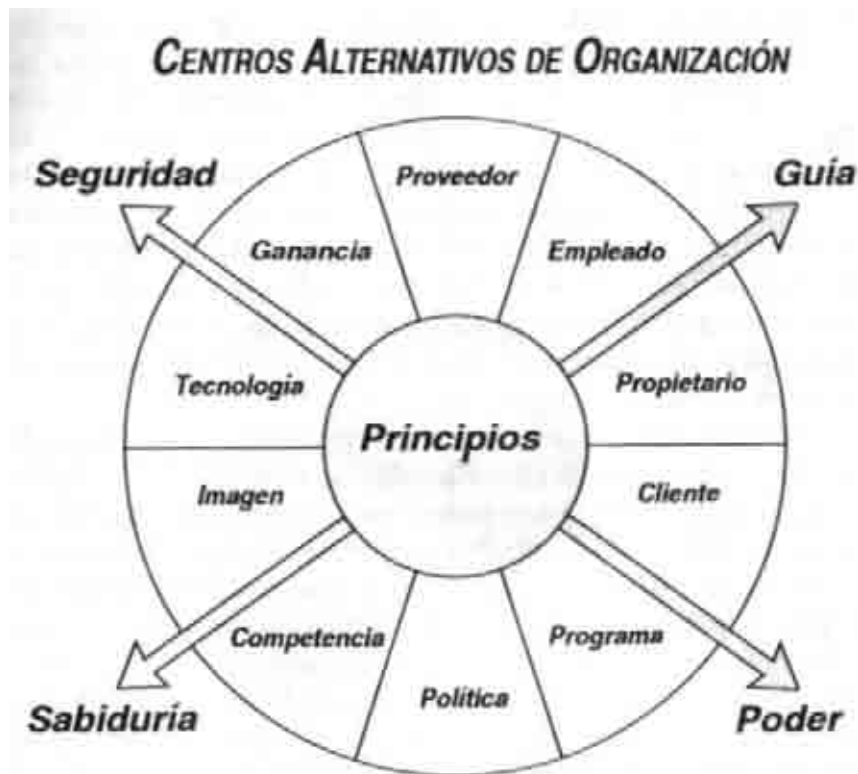 CENTROS ALTERNATIVOS DE ORGANIZACIÓN
Seguridad
Proveedor
Guía
Ganancia
Empleado
Tecnología
Propietario
Principios
Imagen
Cliente
Competencia
Programa
Política
Sabiduría
Poder